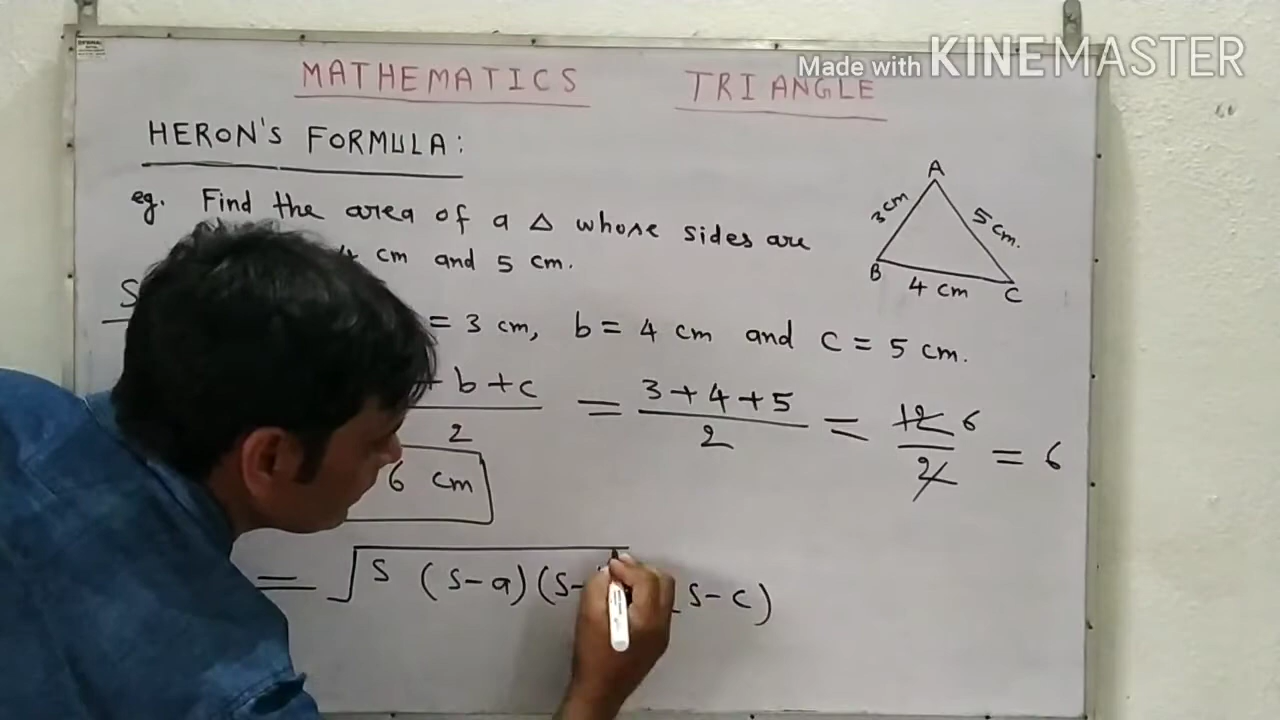 Made with KINEMASTER
MATHEMATICS TRIANGLE
HERON'S FORMULA:
eg. Find the area of a △ whose sides are
4 cm and 5 cm.
A
3 cm
5 cm.
B
4 cm
C
S
= 3 cm, b = 4 cm and c = 5 cm.
+ b + c / 2 = 3 + 4 + 5 / 2 = 12 6 / 2 = 6
6 cm
= √ S (S-a) (S- (S-c)